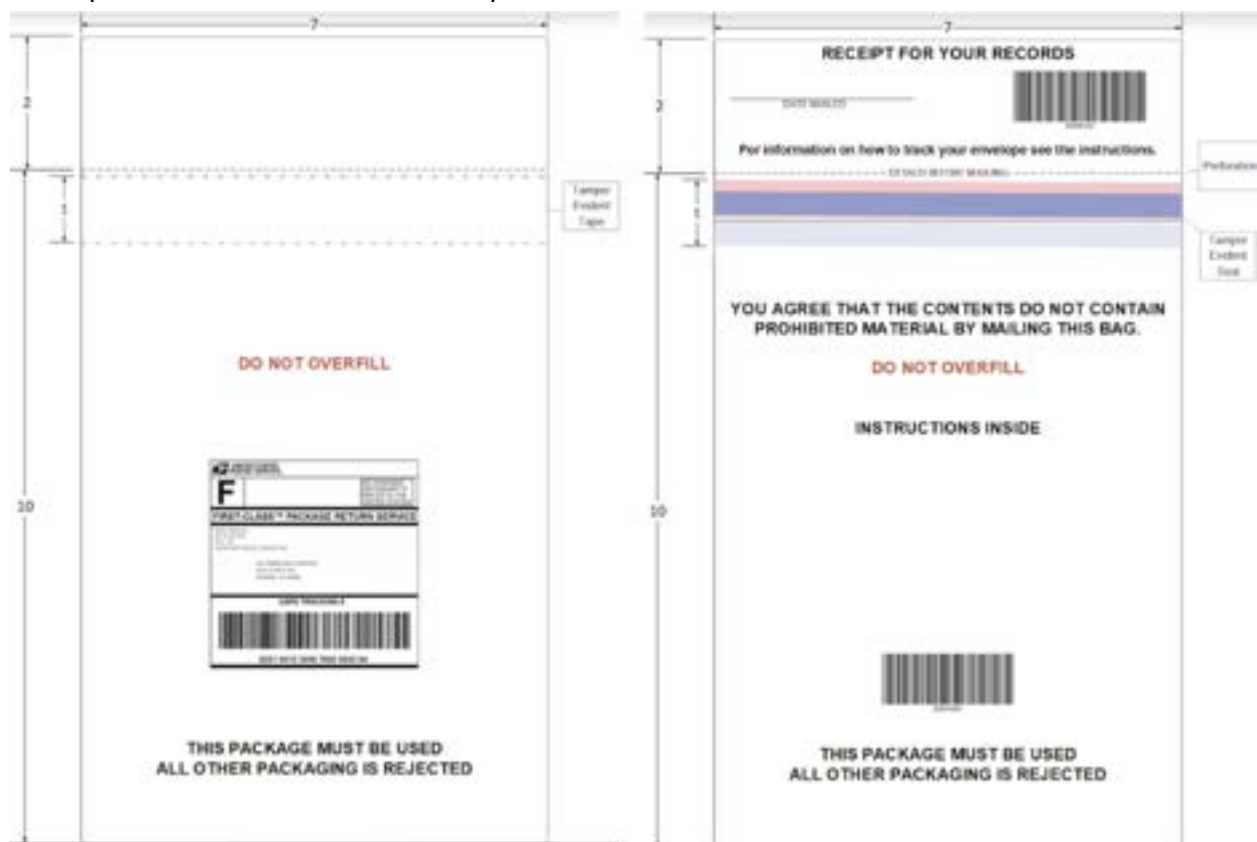 7
2
1
Tamper
Evident
Tape
DO NOT OVERFILL
10
F
FIRST-CLASS™ PACKAGE RETURN SERVICE
USPS TRACKING #
THIS PACKAGE MUST BE USED
ALL OTHER PACKAGING IS REJECTED
7
RECEIPT FOR YOUR RECORDS
2
DATE MAILED
For information on how to track your envelope see the instructions.
Perforation
DETACH BEFORE MAILING
1
Tamper
Evident
Seal
YOU AGREE THAT THE CONTENTS DO NOT CONTAIN
PROHIBITED MATERIAL BY MAILING THIS BAG.
DO NOT OVERFILL
INSTRUCTIONS INSIDE
10
THIS PACKAGE MUST BE USED
ALL OTHER PACKAGING IS REJECTED